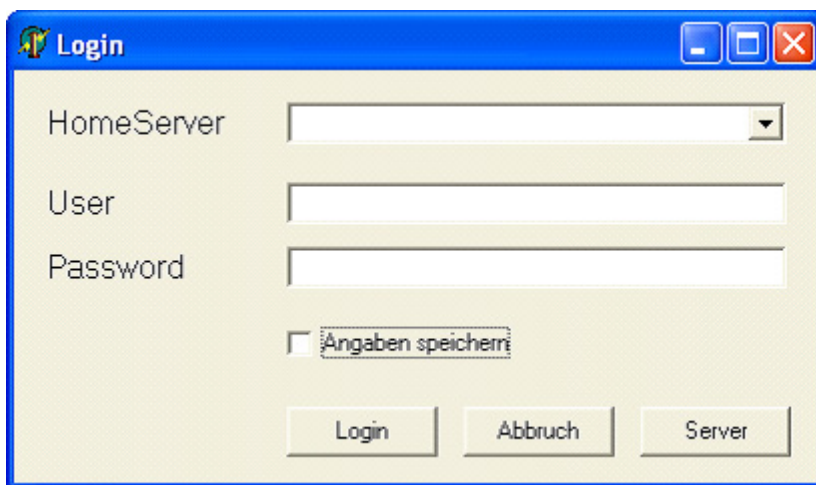 Login
HomeServer
User
Password
Angaben speichern
Login Abbruch Server